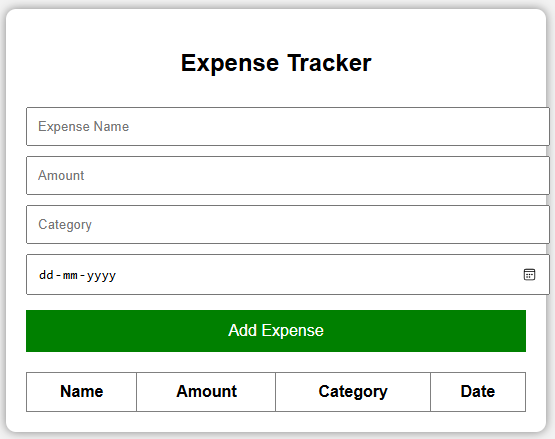 Expense Tracker
Expense Name
Amount
Category
dd-mm-yyyy
Add Expense
Name Amount Category Date